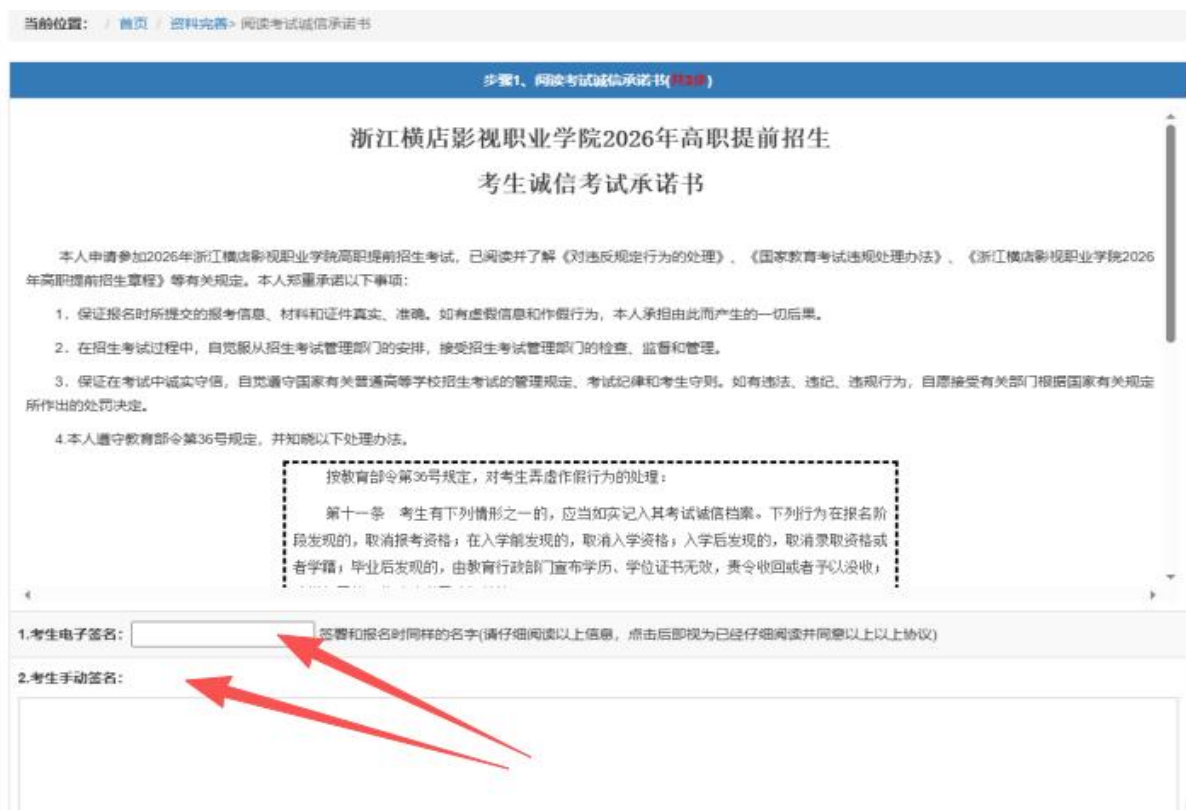 当前位置： / 首页 / 资料完善> 阅读考试诚信承诺书
步骤1、阅读考试诚信承诺书(共2步)
浙江横店影视职业学院2026年高职提前招生
考生诚信考试承诺书
本人申请参加2026年浙江横店影视职业学院高职提前招生考试，已阅读并了解《对违反规定行为的处理》、《国家教育考试违规处理办法》、《浙江横店影视职业学院2026
年高职提前招生章程》等有关规定。本人郑重承诺以下事项：
1．保证报名时所提交的报考信息、材料和证件真实、准确。如有虚假信息和作假行为，本人承担由此而产生的一切后果。
2．在招生考试过程中，自觉服从招生考试管理部门的安排，接受招生考试管理部门的检查、监督和管理。
3．保证在考试中诚实守信，自觉遵守国家有关普通高等学校招生考试的管理规定、考试纪律和考生守则。如有违法、违纪、违规行为，自愿接受有关部门根据国家有关规定
所作出的处罚决定。
4.本人遵守教育部令第36号规定，并知晓以下处理办法。
按教育部令第36号规定，对考生弄虚作假行为的处理：
第十一条　考生有下列情形之一的，应当如实记入其考试诚信档案。下列行为在报名阶
段发现的，取消报考资格；在入学前发现的，取消入学资格；入学后发现的，取消录取资格或
者学籍；毕业后发现的，由教育行政部门宣布学历、学位证书无效，责令收回或者予以没收；
1.考生电子签名： 签署和报名时同样的名字(请仔细阅读以上信息，点击后即视为已经仔细阅读并同意以上以上协议)
2.考生手动签名：